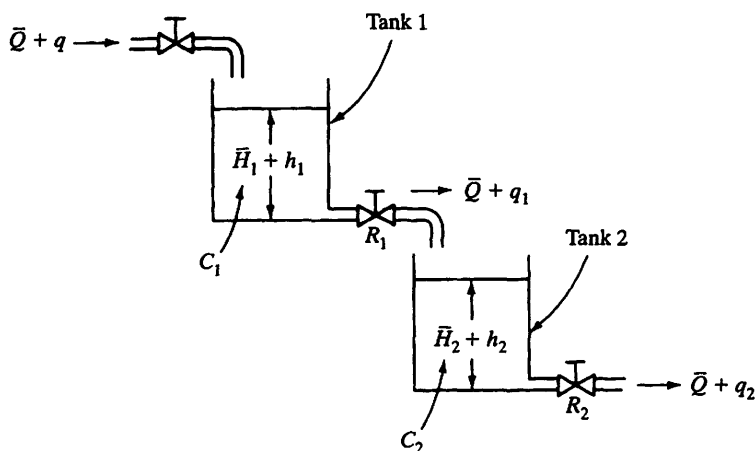 Q̄ + q
Tank 1
H̄₁ + h₁
Q̄ + q₁
R₁
C₁
Tank 2
H̄₂ + h₂
Q̄ + q₂
R₂
C₂